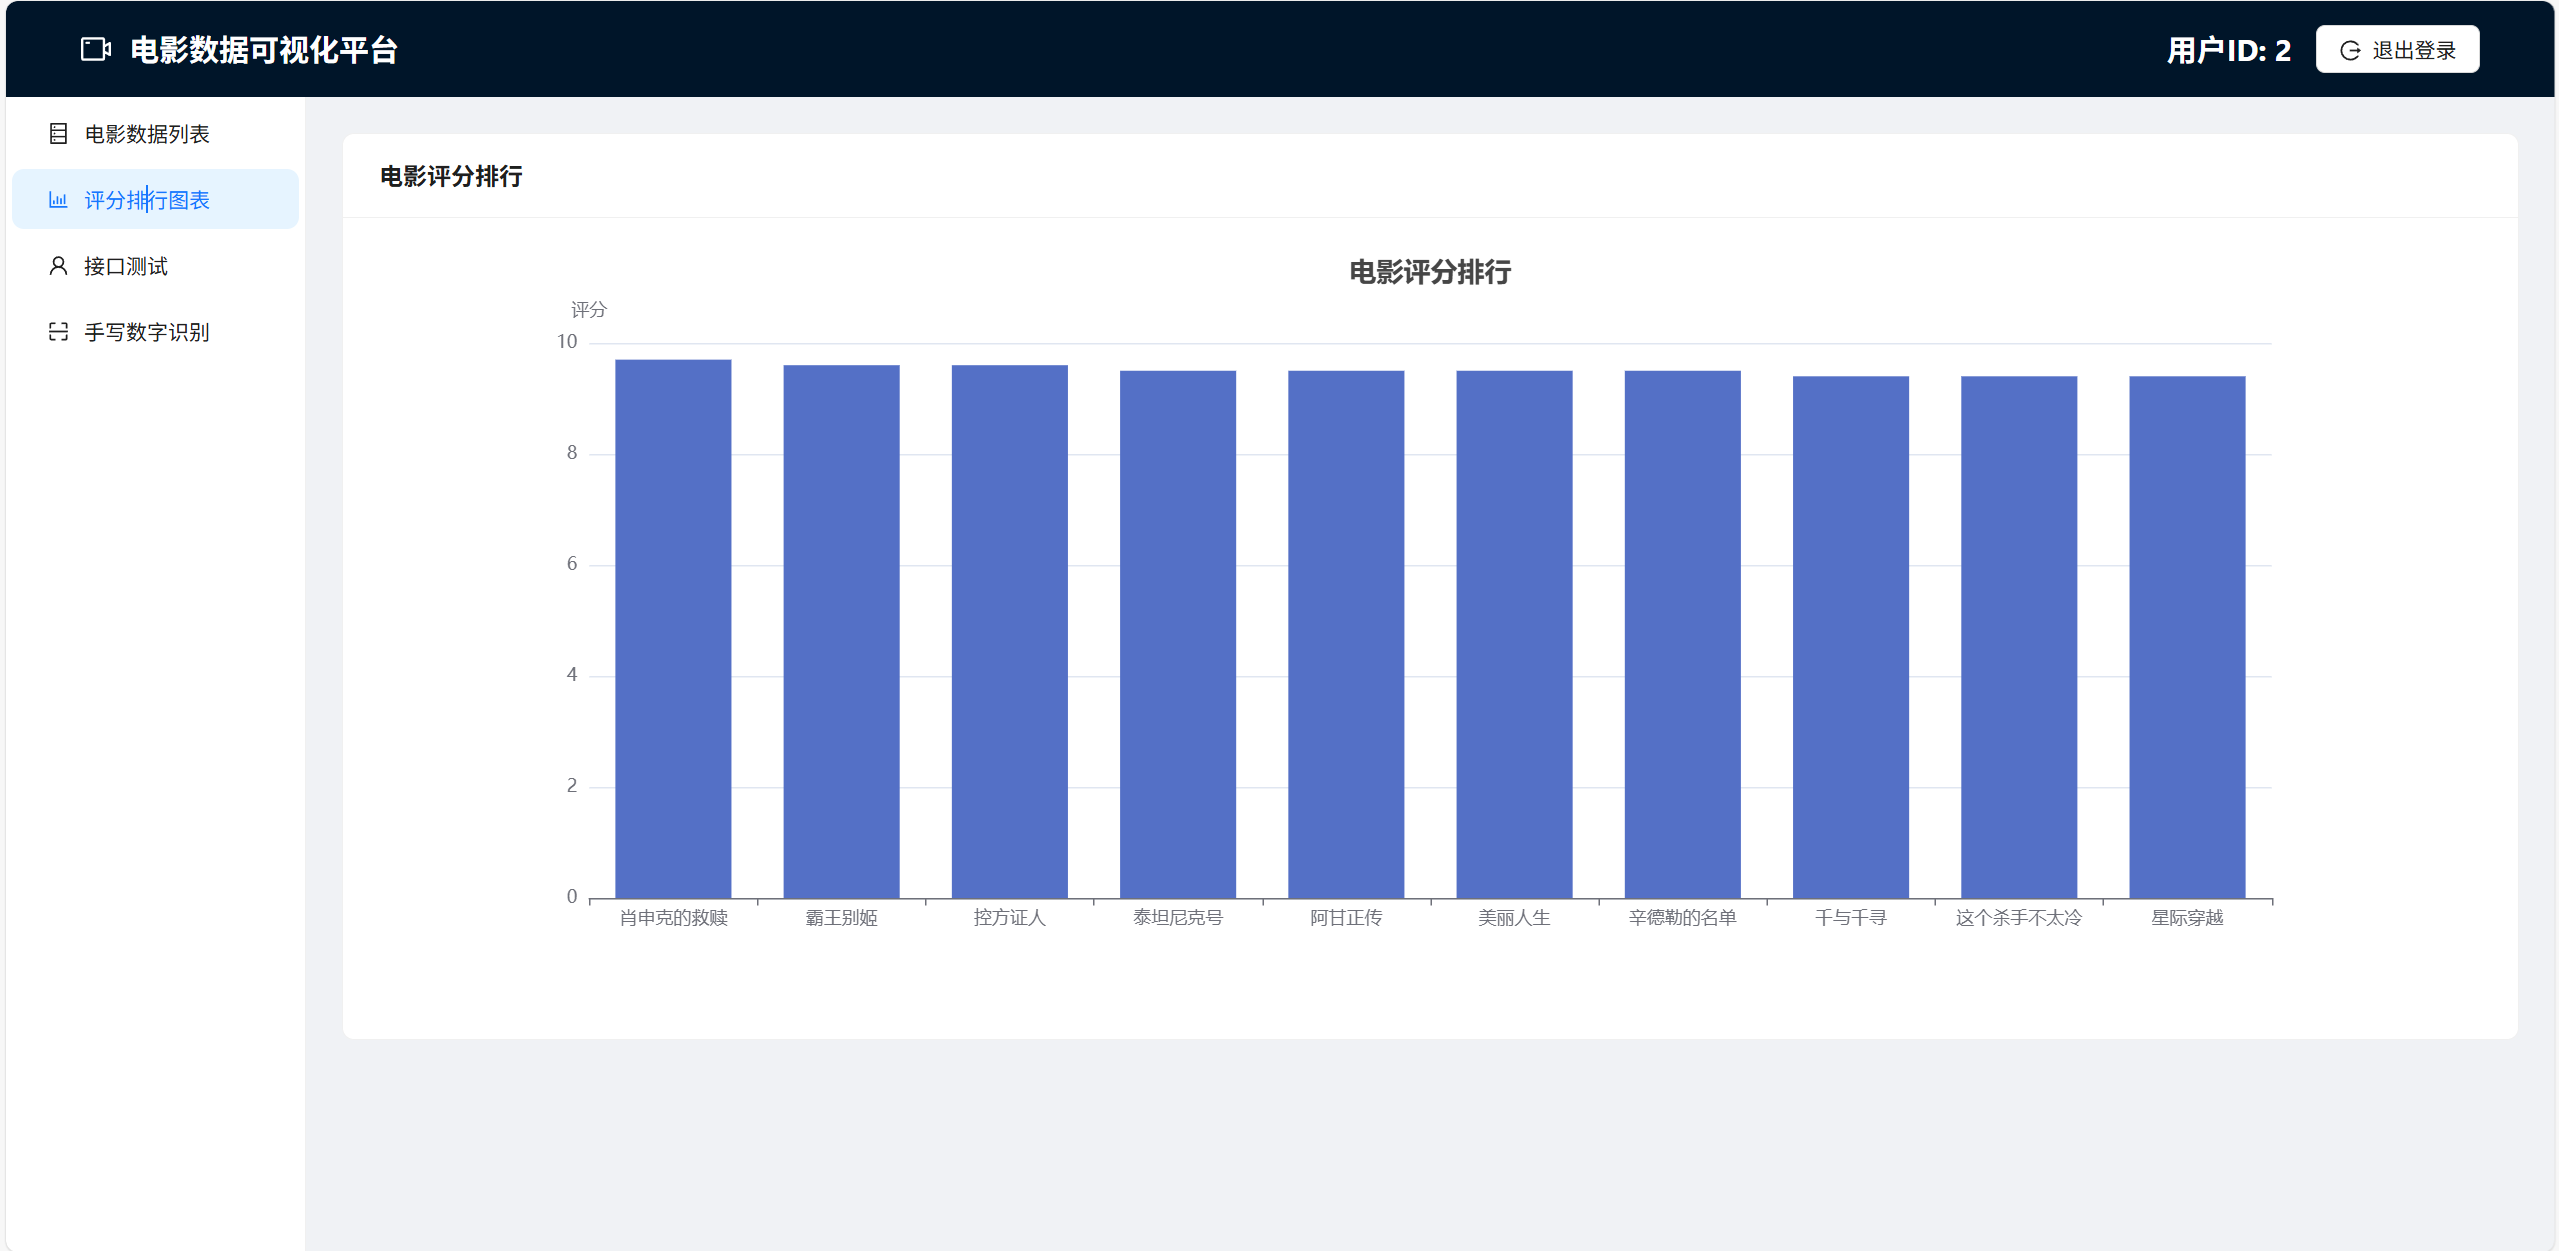 电影数据可视化平台
用户ID: 2
退出登录
电影数据列表
评分排行图表
接口测试
手写数字识别
电影评分排行
电影评分排行
评分
10
8
6
4
2
0
肖申克的救赎 霸王别姬 控方证人 泰坦尼克号 阿甘正传 美丽人生 辛德勒的名单 千与千寻 这个杀手不太冷 星际穿越